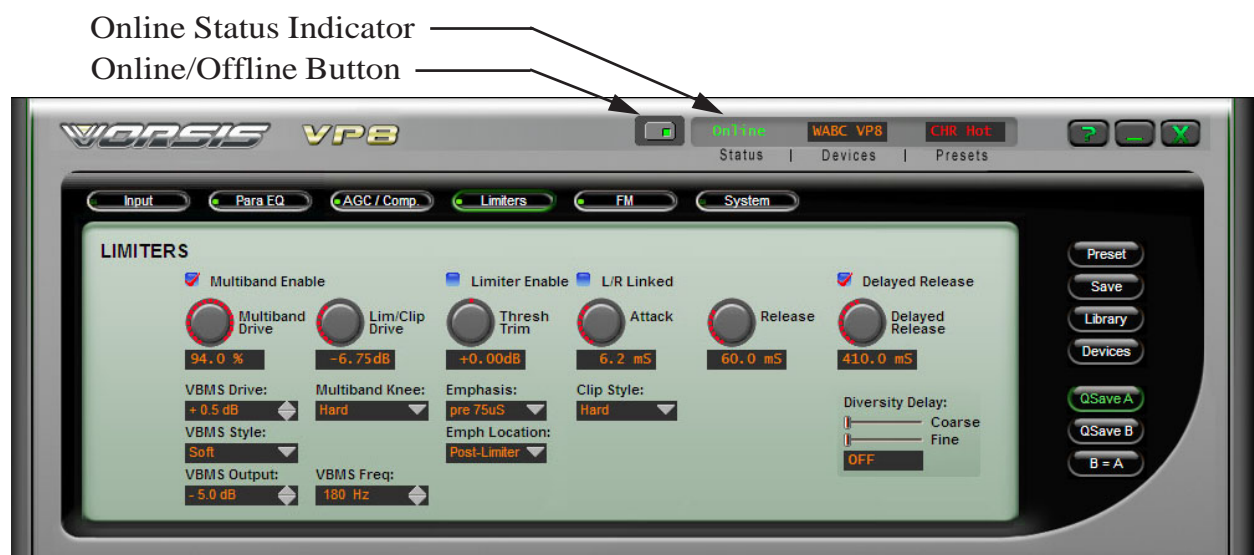 Online Status Indicator
Online/Offline Button
VORSIS VP8
Online WABC VP8 CHR Hot ? _ X
Status | Devices | Presets
Input Para EQ AGC / Comp. Limiters FM System
LIMITERS
Multiband Enable Limiter Enable L/R Linked Delayed Release
Multiband Drive Lim/Clip Drive Thresh Trim Attack Release Delayed Release
94.0 % -6.75dB +0.00dB 6.2 mS 60.0 mS 410.0 mS
VBMS Drive: Multiband Knee: Emphasis: Clip Style:
+ 0.5 dB Hard pre 75uS Hard
VBMS Style: Emph Location:
Soft Post-Limiter
VBMS Output: VBMS Freq:
- 5.0 dB 180 Hz
Diversity Delay:
Coarse
Fine
OFF
Preset
Save
Library
Devices
QSave A
QSave B
B = A